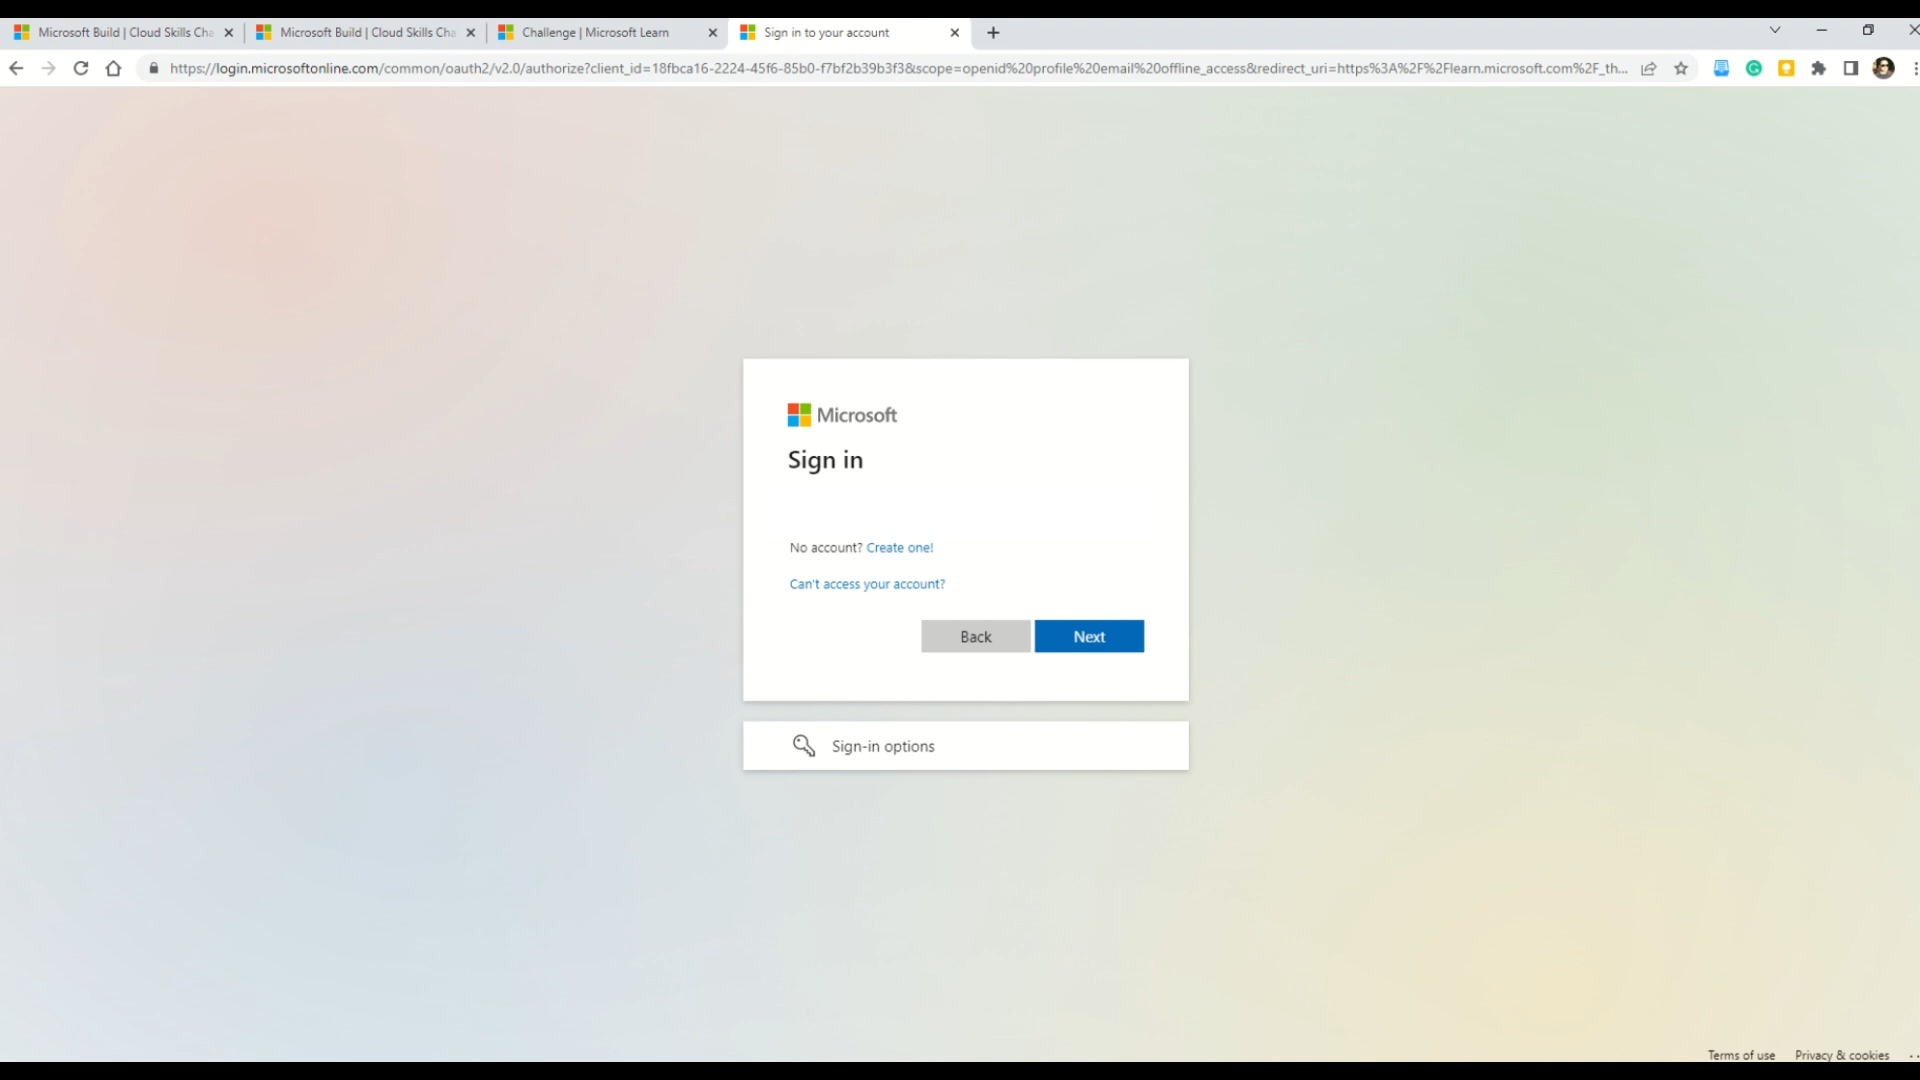 Microsoft Build | Cloud Skills Cha
Microsoft Build | Cloud Skills Cha
Challenge | Microsoft Learn
Sign in to your account
https://login.microsoftonline.com/common/oauth2/v2.0/authorize?client_id=18fbca16-2224-45f6-85b0-f7bf2b39b3f3&scope=openid%20profile%20email%20offline_access&redirect_uri=https%3A%2F%2Flearn.microsoft.com%2F_th...
Microsoft
Sign in
No account? Create one!
Can't access your account?
Back
Next
Sign-in options
Terms of use
Privacy & cookies